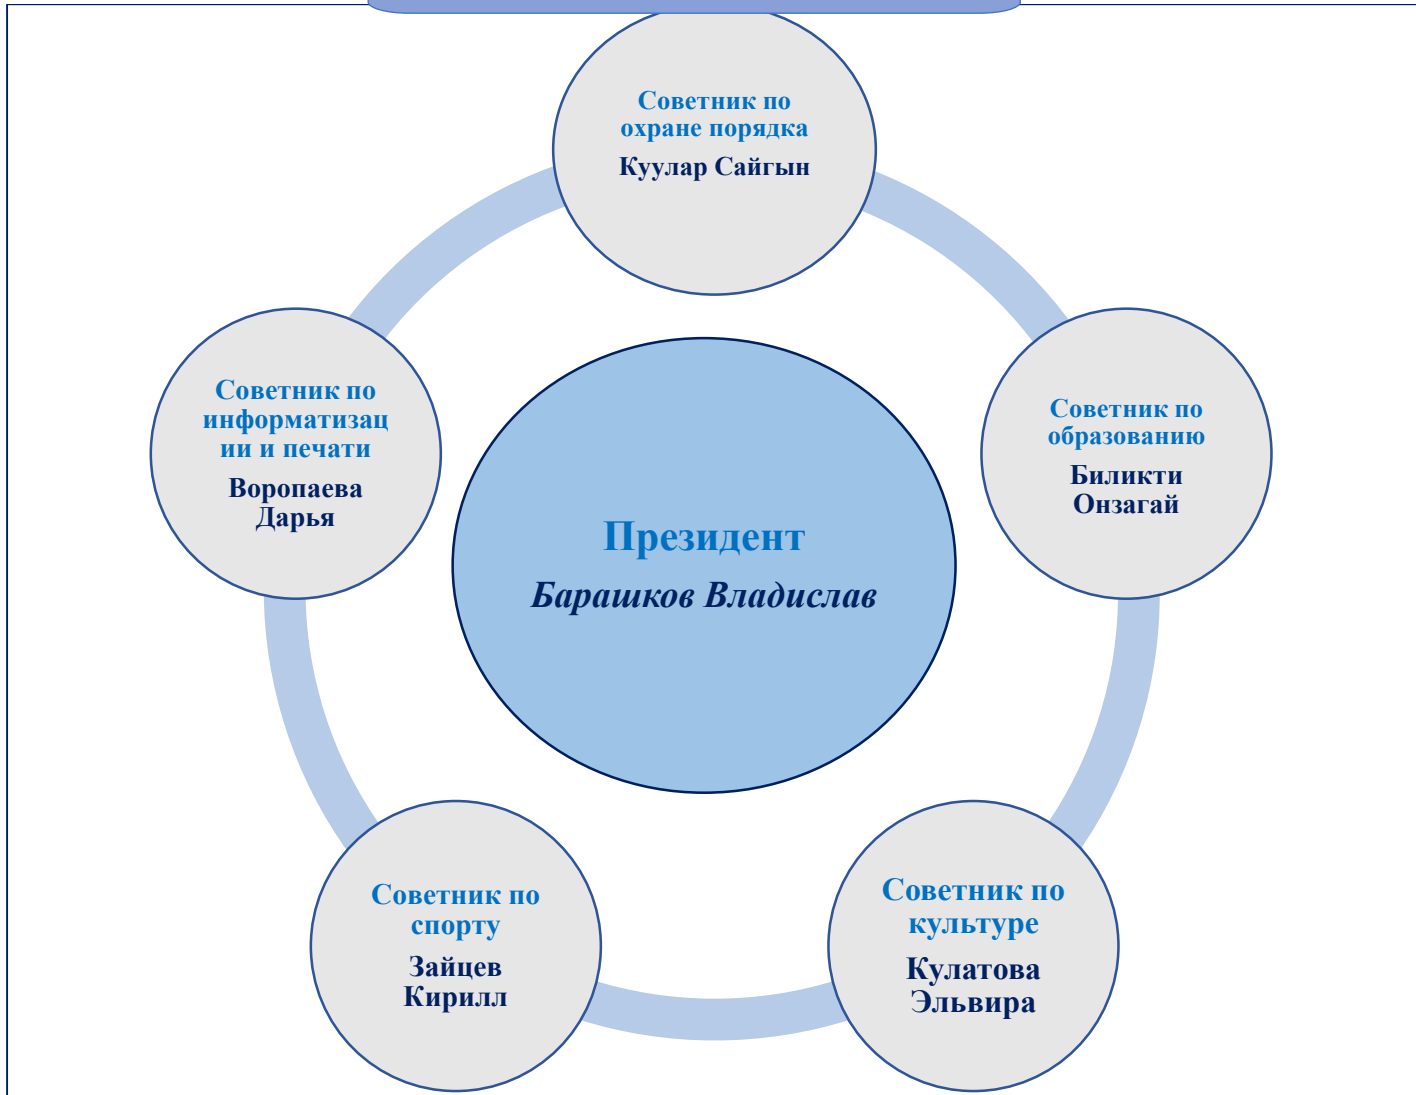 Советник по
охране порядка
Куулар Сайгын
Советник по
информатизац
ии и печати
Воропаева
Дарья
Советник по
образованию
Биликти
Онзагай
Президент
Барашков Владислав
Советник по
спорту
Зайцев
Кирилл
Советник по
культуре
Кулатова
Эльвира